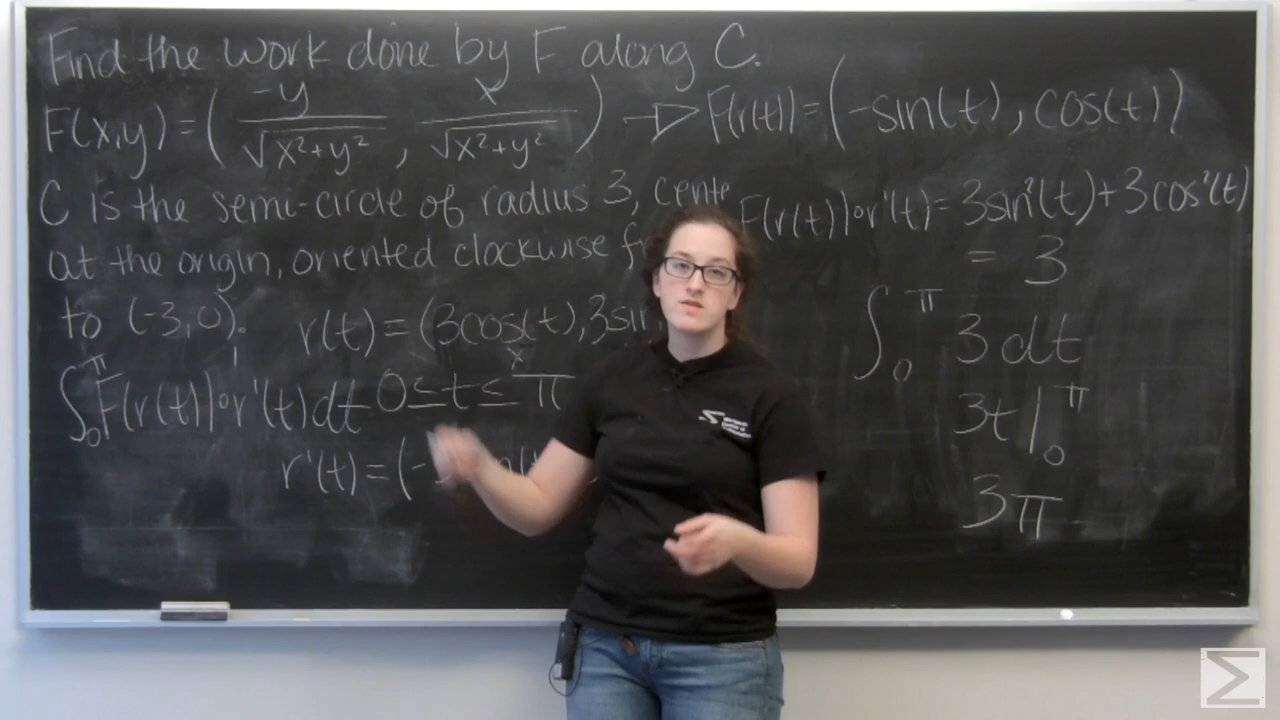 Find the work done by F along C.
F(x,y) = ( -y / √x²+y² , x / √x²+y² ) → F(r(t)) = (-sin(t), cos(t))
C is the semi-circle of radius 3, cente
at the origin, oriented clockwise f
to (-3,0).
r(t) = (3cos(t), 3sin
∫₀^π F(r(t)) ∘ r'(t) dt 0 ≤ t ≤ π
r'(t) = (-
F(r(t)) ∘ r'(t) = 3sin²(t) + 3cos²(t)
= 3
∫₀^π 3 dt
3t |₀^π
3π
Σ